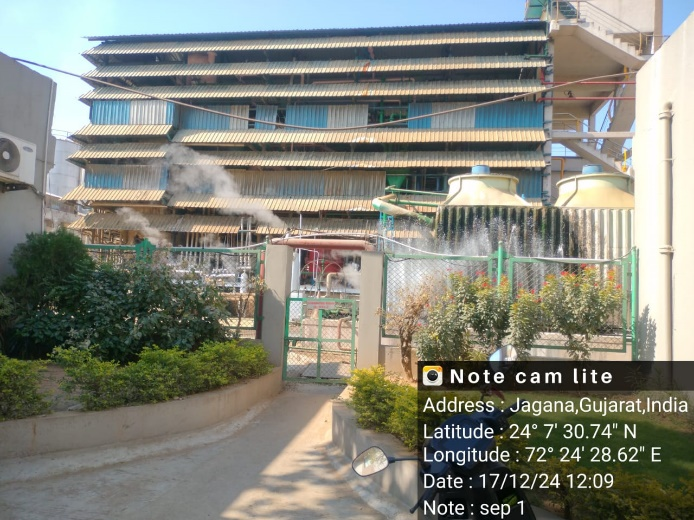 Note cam lite
Address : Jagana,Gujarat,India
Latitude : 24° 7' 30.74" N
Longitude : 72° 24' 28.62" E
Date : 17/12/24 12:09
Note : sep 1